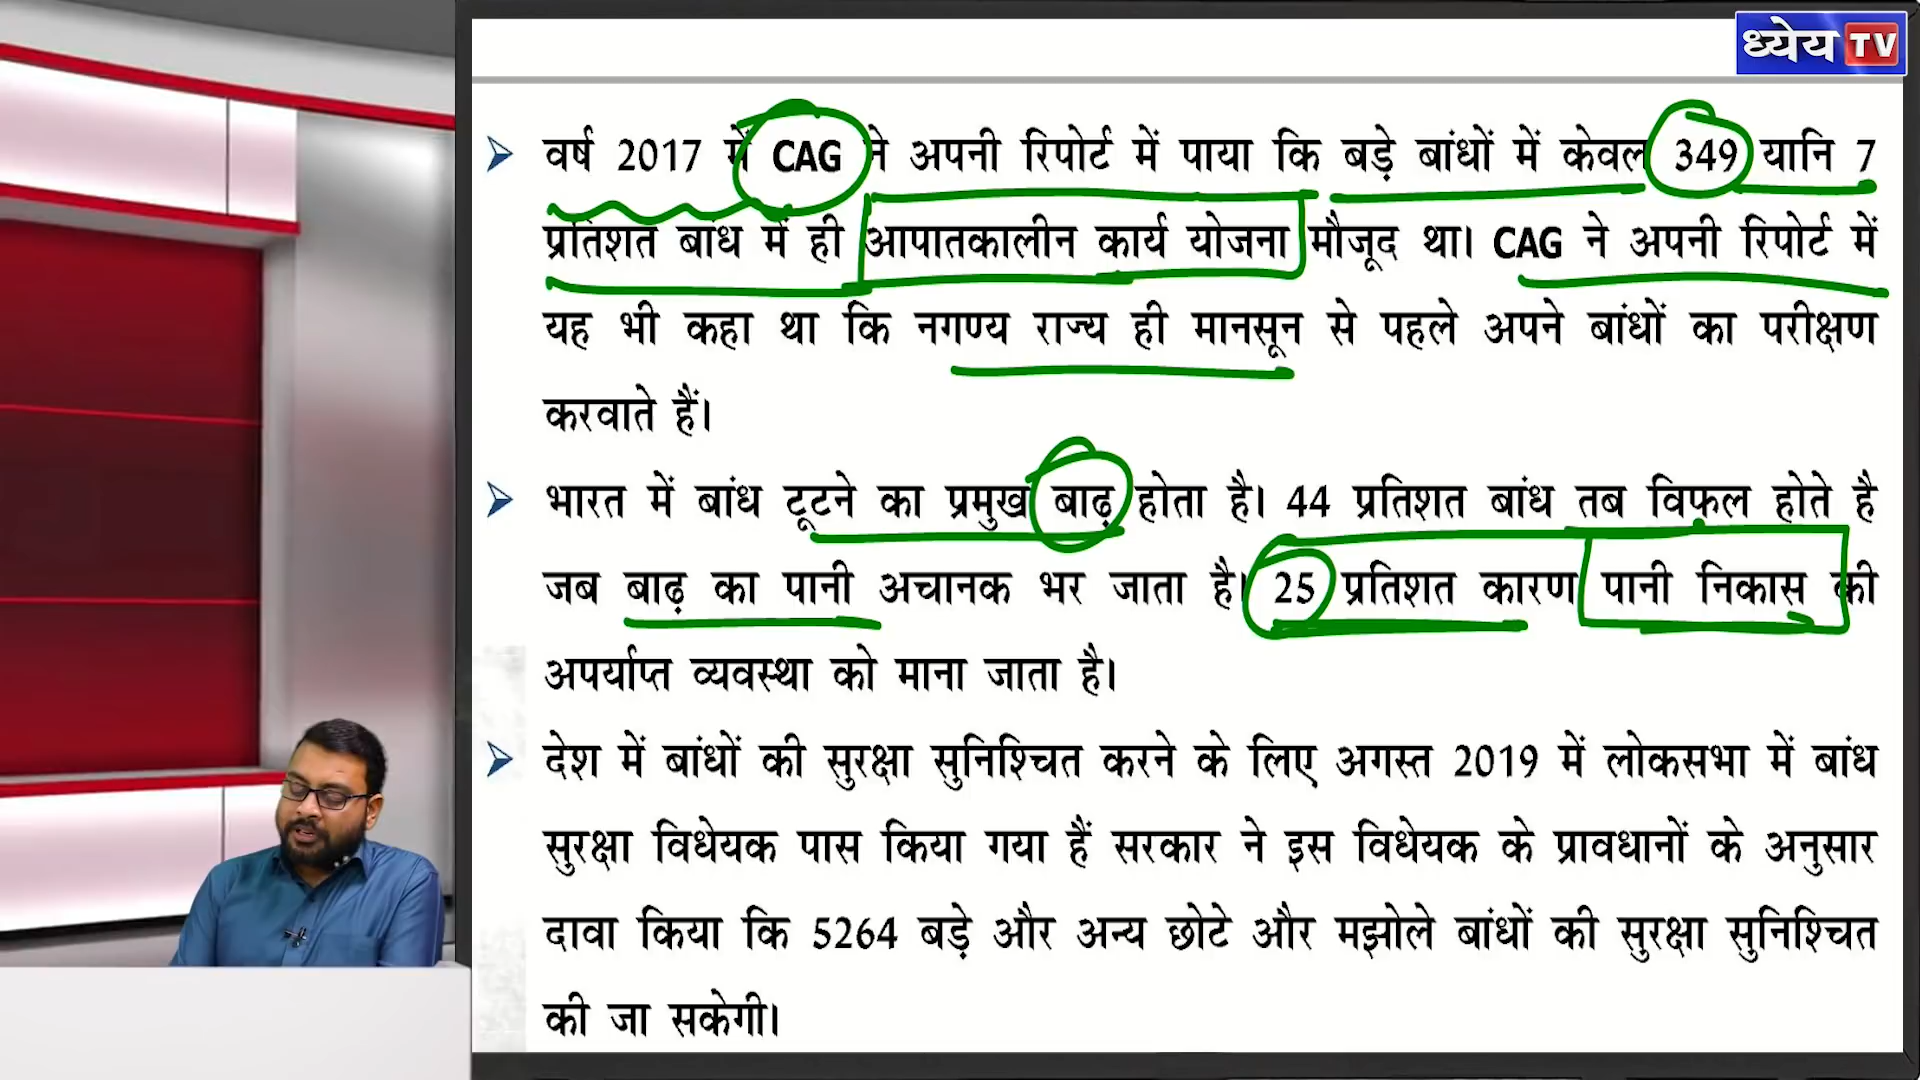 ध्येय TV
वर्ष 2017 में CAG ने अपनी रिपोर्ट में पाया कि बड़े बांधों में केवल 349 यानि 7
प्रतिशत बांध में ही आपातकालीन कार्य योजना मौजूद था। CAG ने अपनी रिपोर्ट में
यह भी कहा था कि नगण्य राज्य ही मानसून से पहले अपने बांधों का परीक्षण
करवाते हैं।
भारत में बांध टूटने का प्रमुख बाढ़ होता है। 44 प्रतिशत बांध तब विफल होते है
जब बाढ़ का पानी अचानक भर जाता है। 25 प्रतिशत कारण पानी निकास की
अपर्याप्त व्यवस्था को माना जाता है।
देश में बांधों की सुरक्षा सुनिश्चित करने के लिए अगस्त 2019 में लोकसभा में बांध
सुरक्षा विधेयक पास किया गया हैं सरकार ने इस विधेयक के प्रावधानों के अनुसार
दावा किया कि 5264 बड़े और अन्य छोटे और मझोले बांधों की सुरक्षा सुनिश्चित
की जा सकेगी।